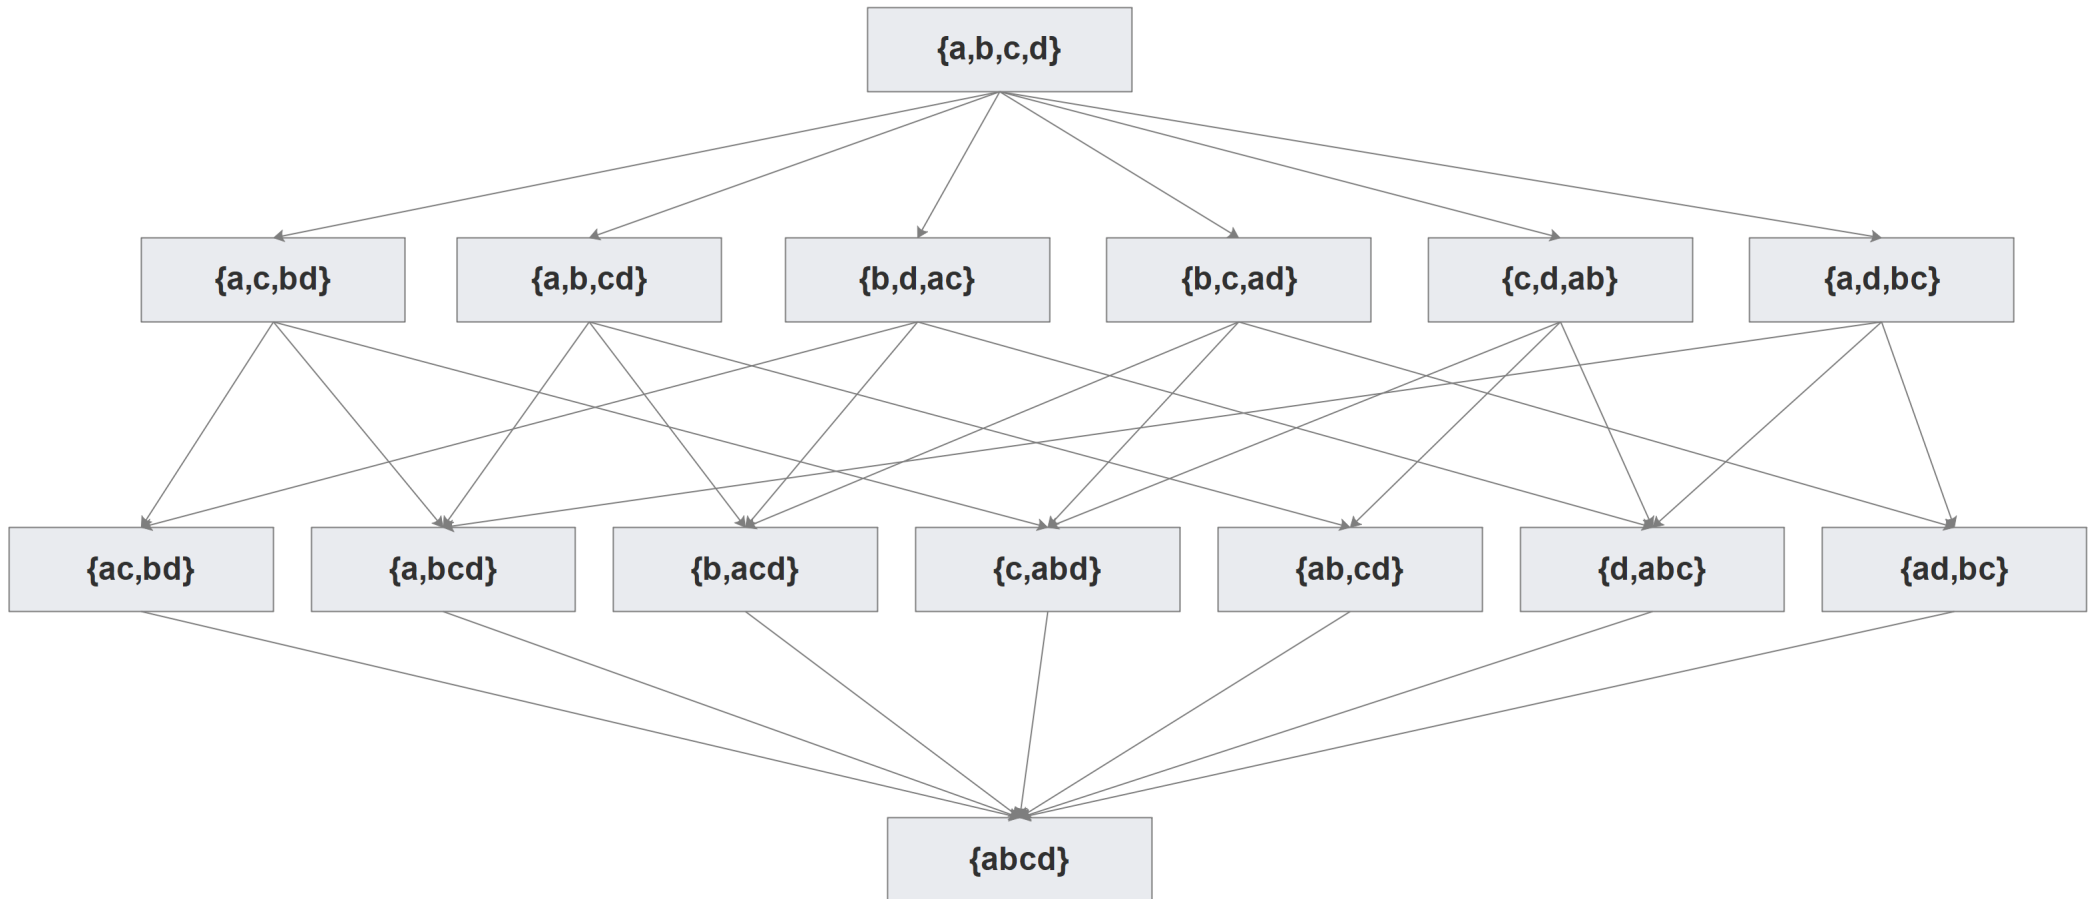 {a,b,c,d}
{a,c,bd}
{a,b,cd}
{b,d,ac}
{b,c,ad}
{c,d,ab}
{a,d,bc}
{ac,bd}
{a,bcd}
{b,acd}
{c,abd}
{ab,cd}
{d,abc}
{ad,bc}
{abcd}